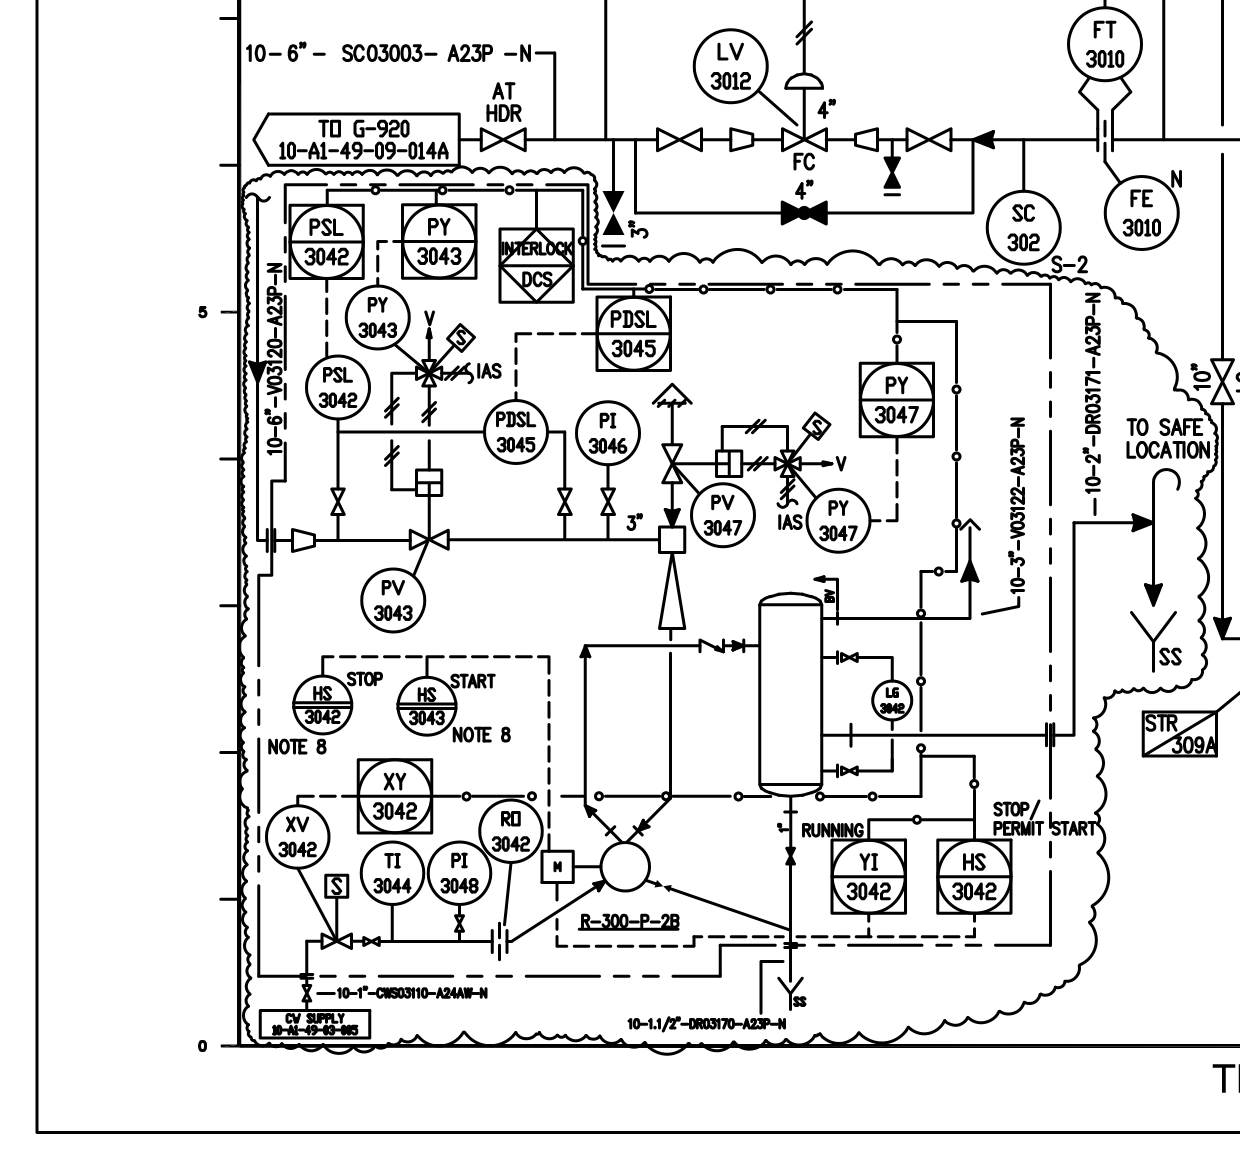 10-6"- SC03003- A23P -N
AT
HDR
TO G-920
10-A1-49-09-014A
LV
3012
4"
FC
4"
3"
FT
3010
FE
3010
N
SC
302
S-2
PSL
3042
PY
3043
INTERLOCK
DCS
PY
3043
V
S
IAS
PDSL
3045
PSL
3042
PDSL
3045
PI
3046
PY
3047
S
V
IAS
PV
3047
PY
3047
3"
10-6"-V03120-A23P-N
10-3"-V03122-A23P-N
10-2"-DR03171-A23P-N
10"
TO SAFE
LOCATION
SS
5
PV
3043
BV
HS
3042
STOP
NOTE 8
HS
3043
START
NOTE 8
LG
3042
STR
309A
XY
3042
XV
3042
RO
3042
TI
3044
PI
3048
S
M
R-300-P-2B
1"
RUNNING
YI
3042
STOP/
PERMIT START
HS
3042
10-1"-CWS03110-A24AW-N
CW SUPPLY
10-A1-49-03-005
SS
10-1.1/2"-DR03170-A23P-N
0